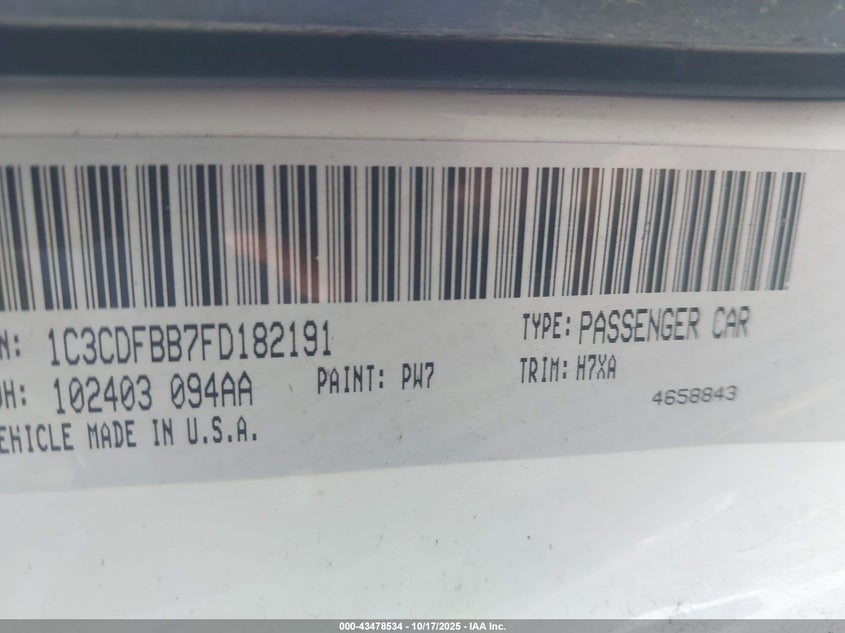 N: 1C3CDFBB7FD182191 TYPE: PASSENGER CAR
DH: 102403 094AA PAINT: PW7 TRIM: H7XA
4658843
EHICLE MADE IN U.S.A.
000-43478534 - 10/17/2025 - IAA Inc.